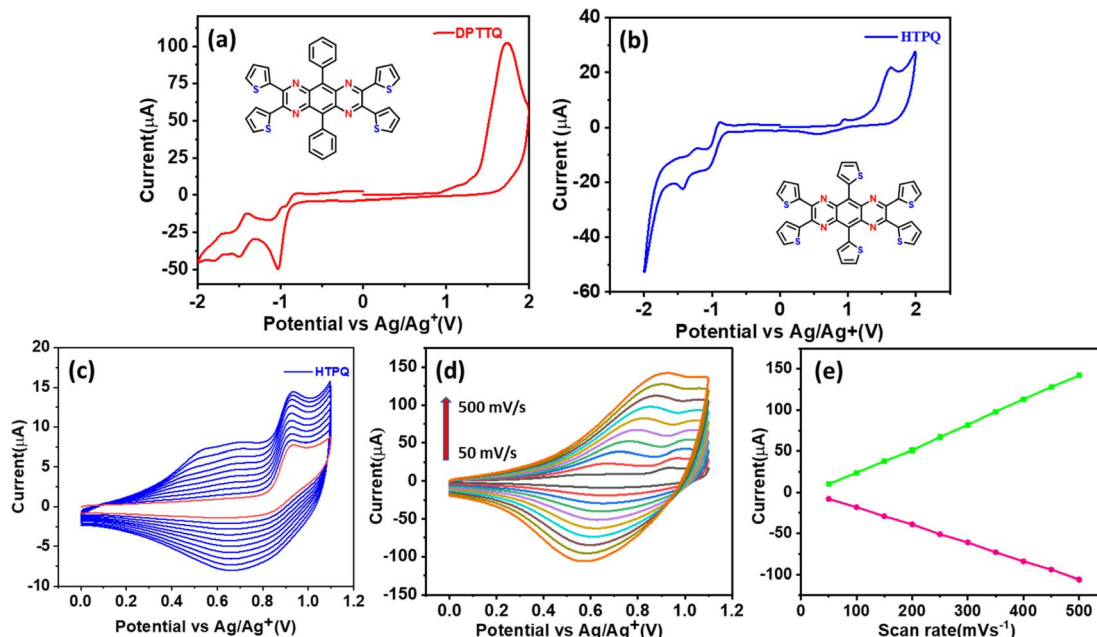 (a)
DPTTQ
Current(μA)
100
75
50
25
0
-25
-50
-2
-1
0
1
2
Potential vs Ag/Ag+(V)
N
N
N
N
S
S
S
S
(b)
HTPQ
Current (μA)
40
20
0
-20
-40
-60
-2
-1
0
1
2
Potential vs Ag/Ag+(V)
S
S
S
N
N
N
N
S
S
S
(c)
HTPQ
Current(μA)
20
15
10
5
0
-5
-10
0.0
0.2
0.4
0.6
0.8
1.0
1.2
Potential vs Ag/Ag+(V)
(d)
500 mV/s
50 mV/s
Current(μA)
150
100
50
0
-50
-100
-150
0.0
0.2
0.4
0.6
0.8
1.0
1.2
Potential vs Ag/Ag+(V)
(e)
Current(μA)
150
100
50
0
-50
-100
100
200
300
400
500
Scan rate(mVs-1)